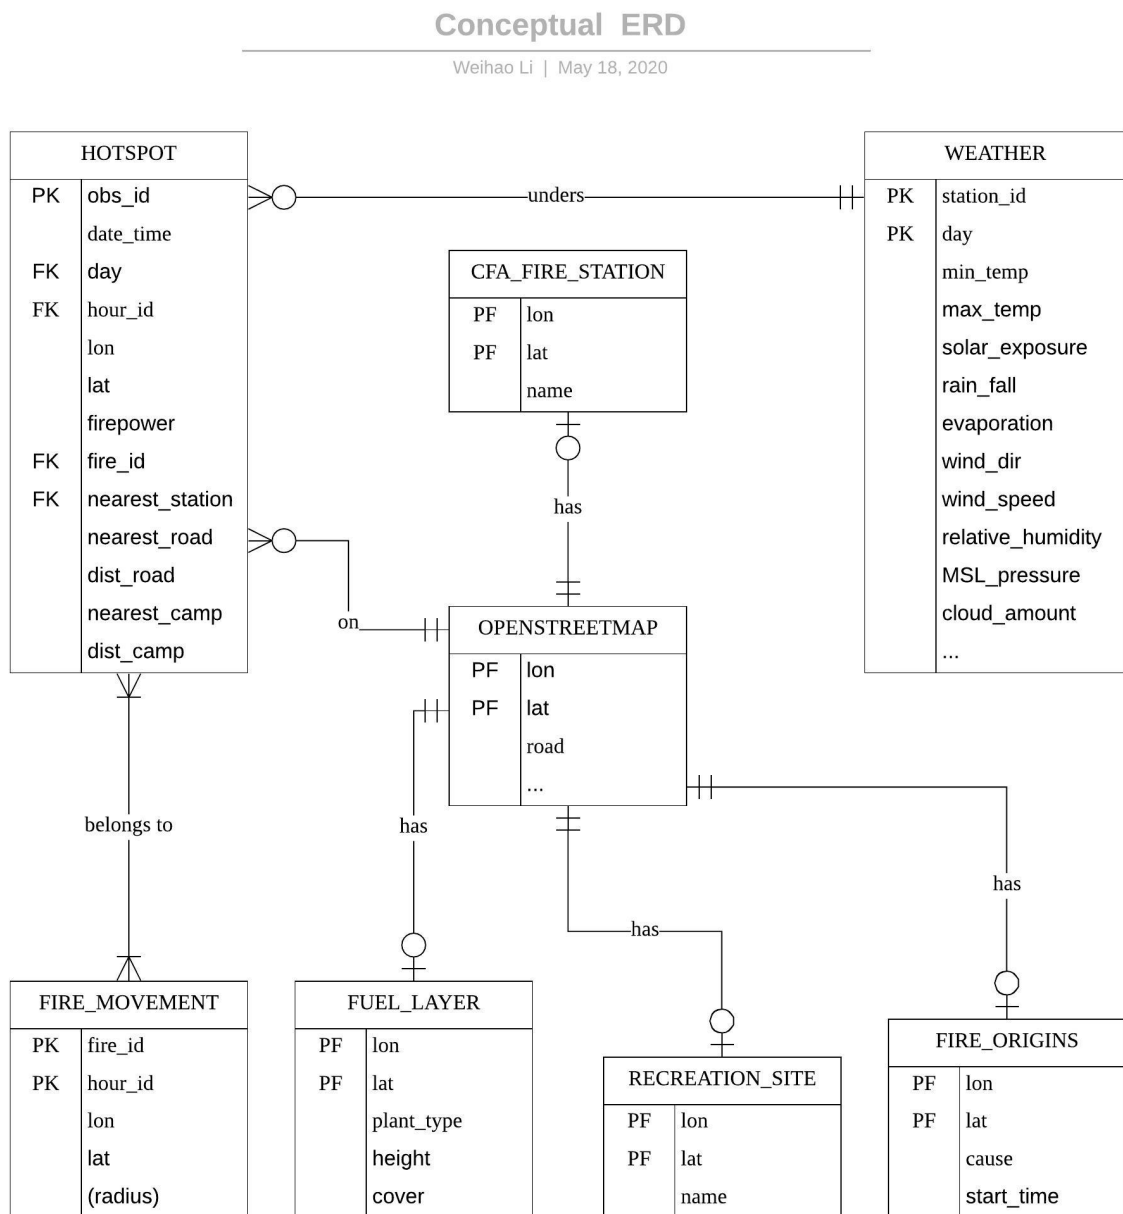 Conceptual ERD
Weihao Li | May 18, 2020
HOTSPOT
PK obs_id
date_time
FK day
FK hour_id
lon
lat
firepower
FK fire_id
FK nearest_station
nearest_road
dist_road
nearest_camp
dist_camp
unders
WEATHER
PK station_id
PK day
min_temp
max_temp
solar_exposure
rain_fall
evaporation
wind_dir
wind_speed
relative_humidity
MSL_pressure
cloud_amount
...
CFA_FIRE_STATION
PF lon
PF lat
name
has
on
OPENSTREETMAP
PF lon
PF lat
road
...
belongs to
has
has
has
FIRE_MOVEMENT
PK fire_id
PK hour_id
lon
lat
(radius)
FUEL_LAYER
PF lon
PF lat
plant_type
height
cover
RECREATION_SITE
PF lon
PF lat
name
FIRE_ORIGINS
PF lon
PF lat
cause
start_time